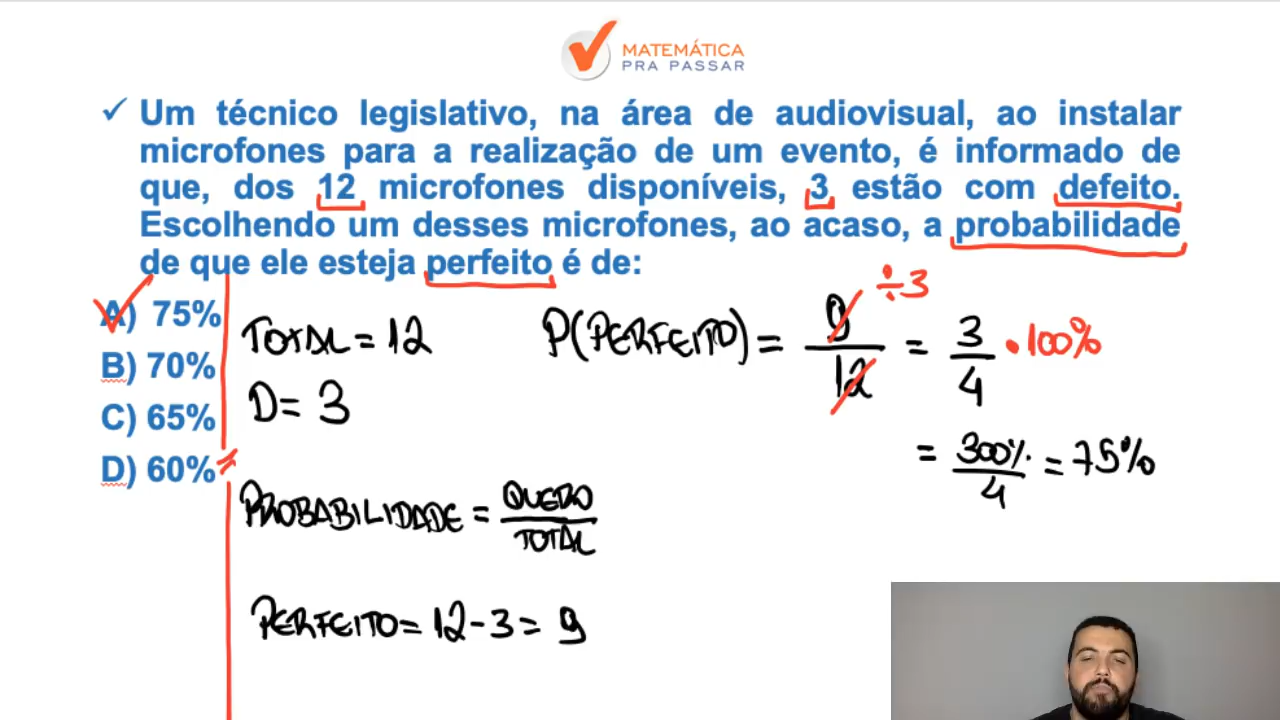 MATEMÁTICA
PRA PASSAR
✓ Um técnico legislativo, na área de audiovisual, ao instalar
microfones para a realização de um evento, é informado de
que, dos 12 microfones disponíveis, 3 estão com defeito.
Escolhendo um desses microfones, ao acaso, a probabilidade
de que ele esteja perfeito é de:
A) 75%
B) 70%
C) 65%
D) 60%
TOTAL = 12
D = 3
PROBABILIDADE = QUERO / TOTAL
PERFEITO = 12 - 3 = 9
P(PERFEITO) = 9 / 12 ÷3 = 3 / 4 · 100%
= 300% / 4 = 75%